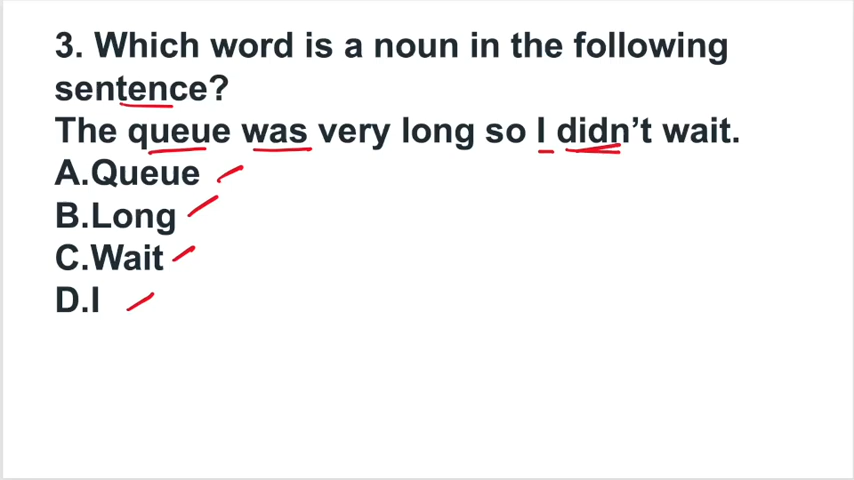 3. Which word is a noun in the following
sentence?
The queue was very long so I didn’t wait.
A.Queue
B.Long
C.Wait
D.I